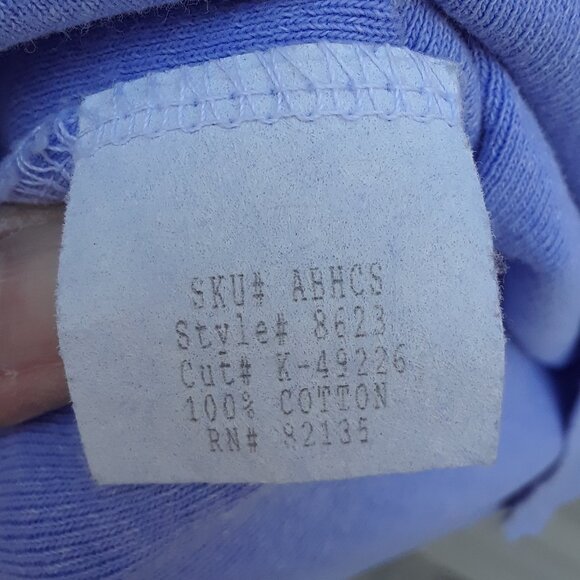 SKU# ABHCS
Style# 8623
Cut# K-49226
100% COTTON
RN# 82135